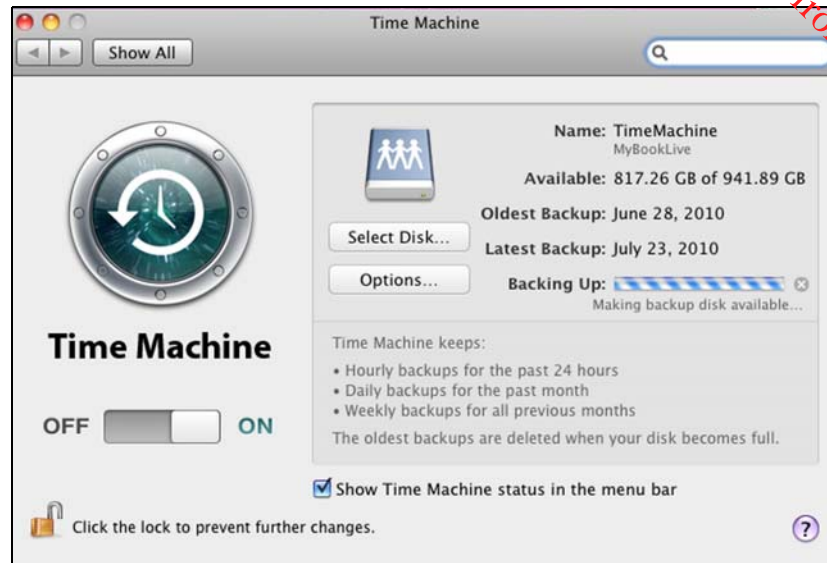 Time Machine
Show All
Name: TimeMachine
MyBookLive
Available: 817.26 GB of 941.89 GB
Oldest Backup: June 28, 2010
Select Disk...
Latest Backup: July 23, 2010
Options...
Backing Up:
Making backup disk available...
Time Machine
Time Machine keeps:
• Hourly backups for the past 24 hours
• Daily backups for the past month
• Weekly backups for all previous months
The oldest backups are deleted when your disk becomes full.
OFF ON
Show Time Machine status in the menu bar
Click the lock to prevent further changes.
?